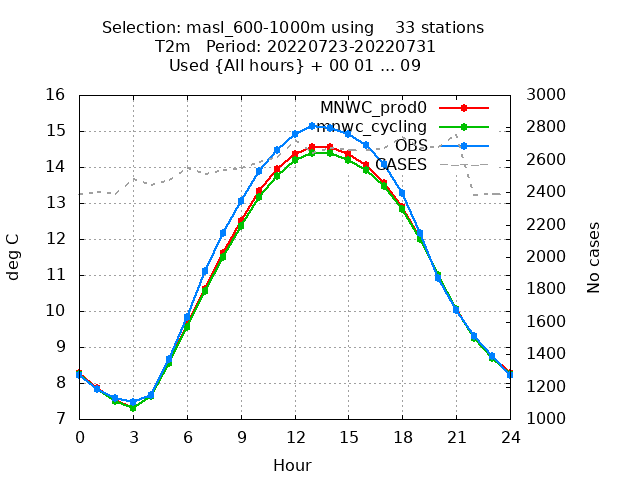 Selection: masl_600-1000m using    33 stations
T2m   Period: 20220723-20220731
Used {All hours} + 00 01 ... 09
MNWC_prod0
mnwc_cycling
OBS
CASES
deg C
16
15
14
13
12
11
10
9
8
7
3000
2800
2600
2400
2200
2000
1800
1600
1400
1200
1000
No cases
0 3 6 9 12 15 18 21 24
Hour